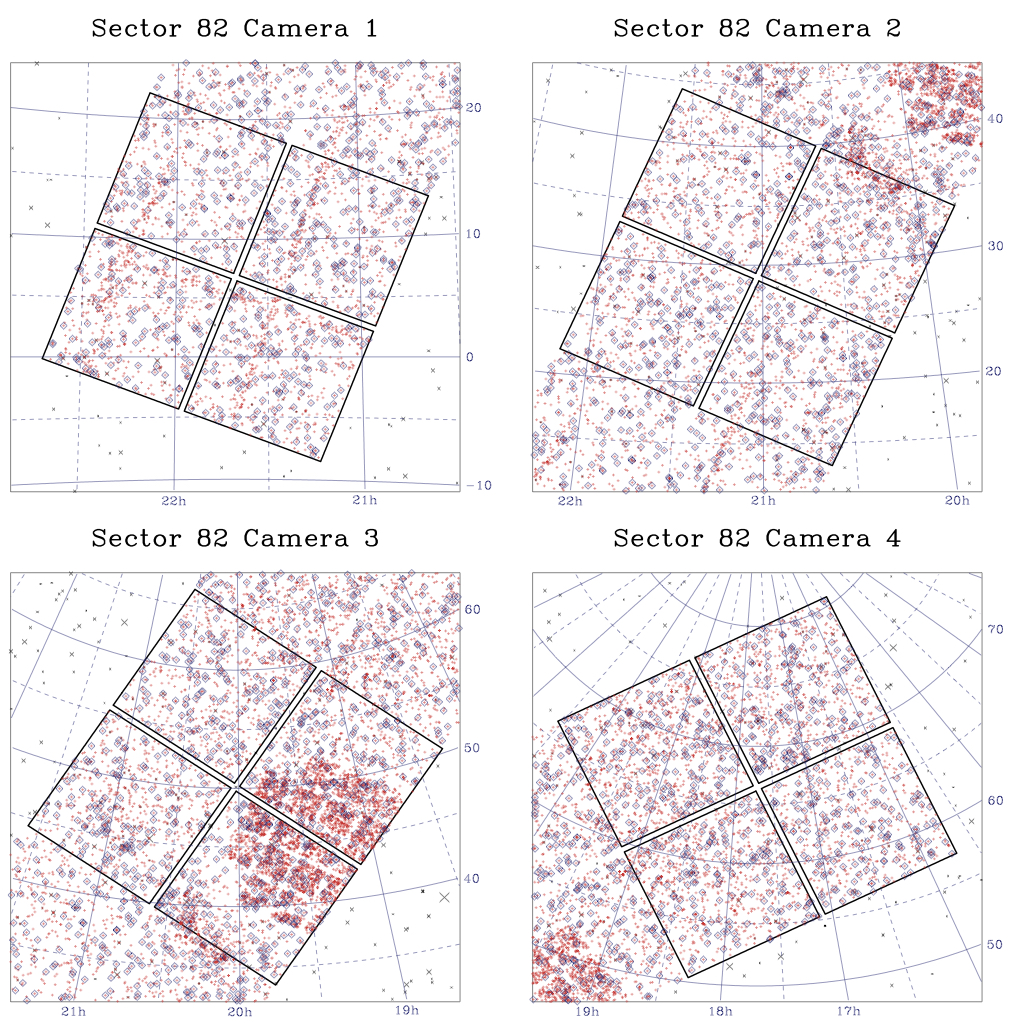 Sector 82 Camera 1
Sector 82 Camera 2
20
10
0
-10
22h
21h
40
30
20
22h
21h
20h
Sector 82 Camera 3
Sector 82 Camera 4
60
50
40
21h
20h
19h
70
60
50
19h
18h
17h